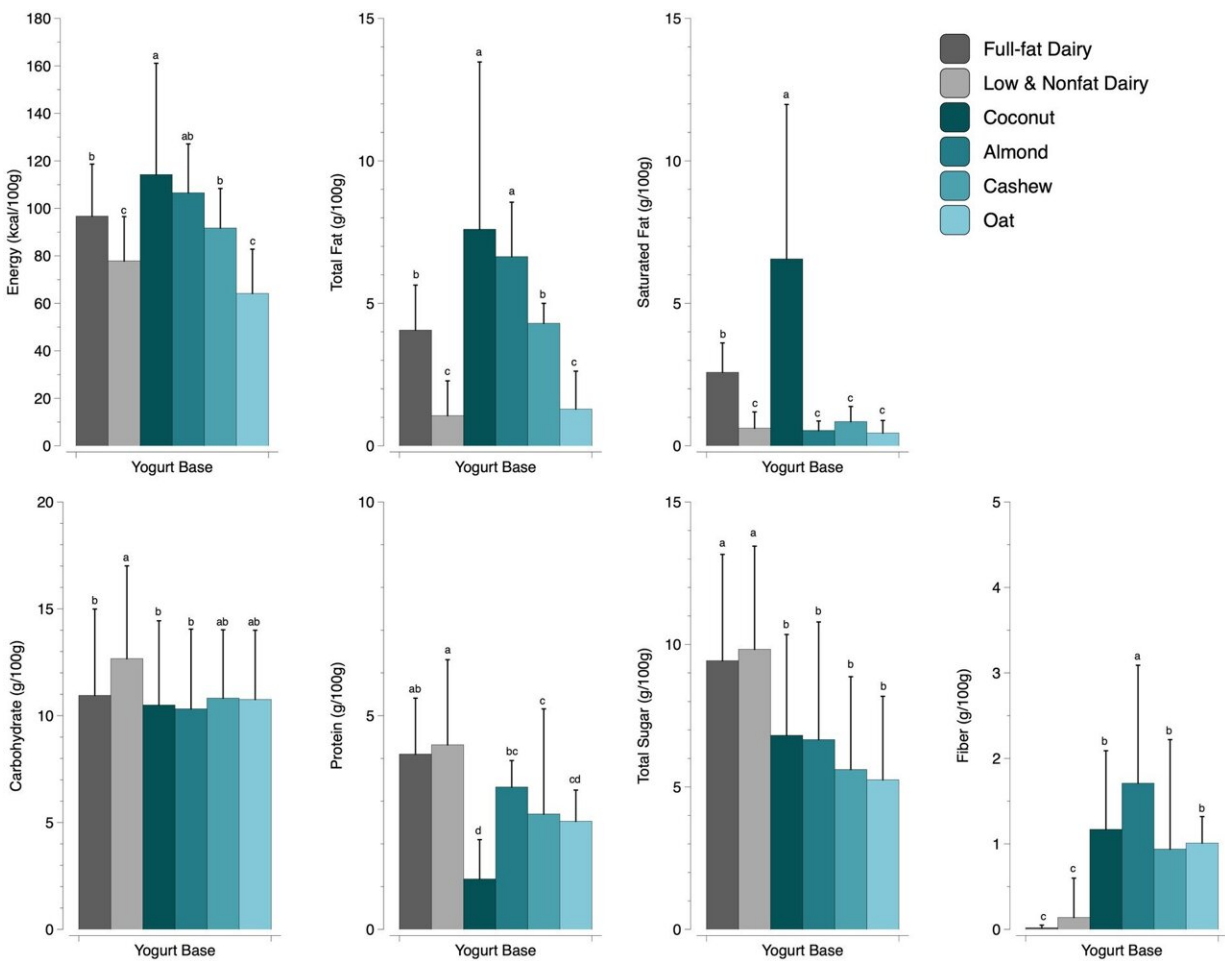 180
160
140
120
100
80
60
40
20
0
Energy (kcal/100g)
b
c
a
ab
b
c
Yogurt Base
15
10
5
0
Total Fat (g/100g)
b
c
a
a
b
c
Yogurt Base
15
10
5
0
Saturated Fat (g/100g)
b
c
a
c
c
c
Yogurt Base
Full-fat Dairy
Low & Nonfat Dairy
Coconut
Almond
Cashew
Oat
20
15
10
5
0
Carbohydrate (g/100g)
b
a
b
b
ab
ab
Yogurt Base
10
5
0
Protein (g/100g)
ab
a
d
bc
c
cd
Yogurt Base
15
10
5
0
Total Sugar (g/100g)
a
a
b
b
b
b
Yogurt Base
5
4
3
2
1
0
Fiber (g/100g)
c
c
b
a
b
b
Yogurt Base